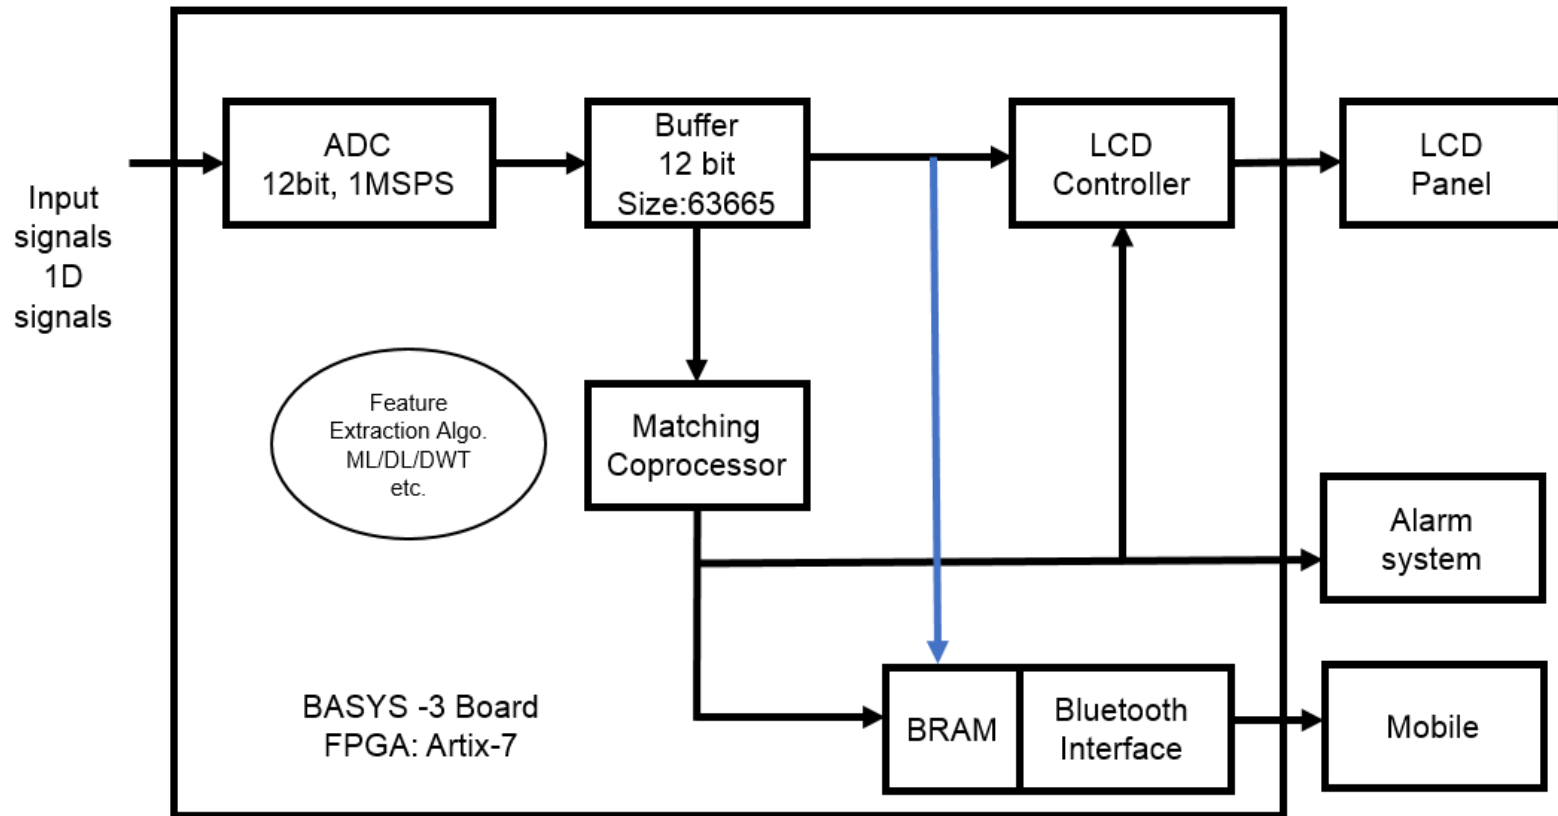 Input
signals
1D
signals
ADC
12bit, 1MSPS
Buffer
12 bit
Size:63665
LCD
Controller
LCD
Panel
Feature
Extraction Algo.
ML/DL/DWT
etc.
Matching
Coprocessor
Alarm
system
BASYS -3 Board
FPGA: Artix-7
BRAM
Bluetooth
Interface
Mobile